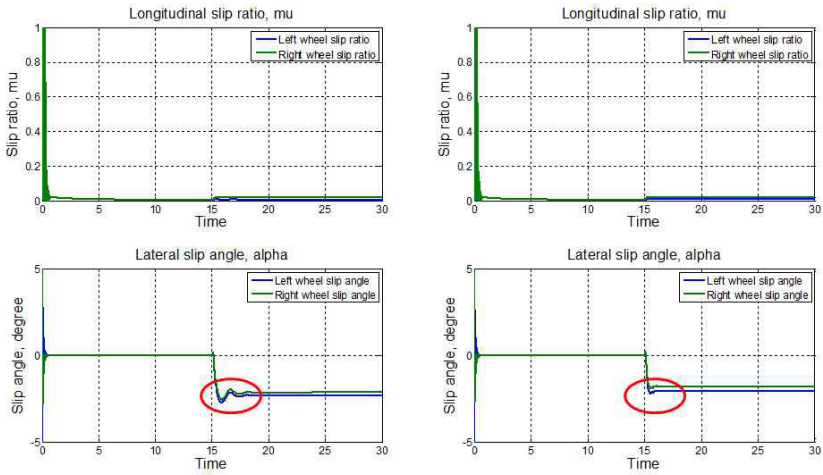 Longitudinal slip ratio, mu
Slip ratio, mu
1
0.8
0.6
0.4
0.2
0
Left wheel slip ratio
Right wheel slip ratio
0 5 10 15 20 25 30
Time
Longitudinal slip ratio, mu
Slip ratio, mu
1
0.8
0.6
0.4
0.2
0
Left wheel slip ratio
Right wheel slip ratio
0 5 10 15 20 25 30
Time
Lateral slip angle, alpha
Slip angle, degree
5
0
-5
Left wheel slip angle
Right wheel slip angle
0 5 10 15 20 25 30
Time
Lateral slip angle, alpha
Slip angle, degree
5
0
-5
Left wheel slip angle
Right wheel slip angle
0 5 10 15 20 25 30
Time